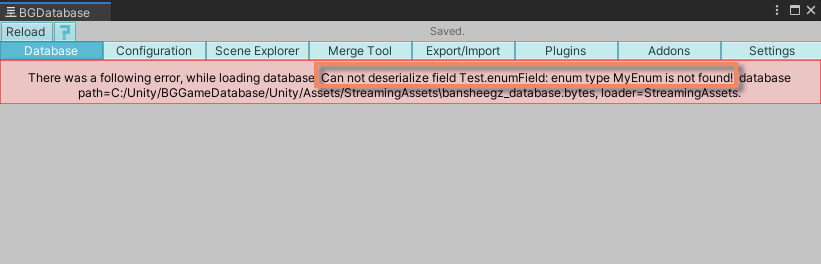 BGDatabase
Reload ? Saved.
Database Configuration Scene Explorer Merge Tool Export/Import Plugins Addons Settings
There was a following error, while loading database Can not deserialize field Test.enumField: enum type MyEnum is not found! database
path=C:/Unity/BGGameDatabase/Unity/Assets/StreamingAssets\bansheegz_database.bytes, loader=StreamingAssets.